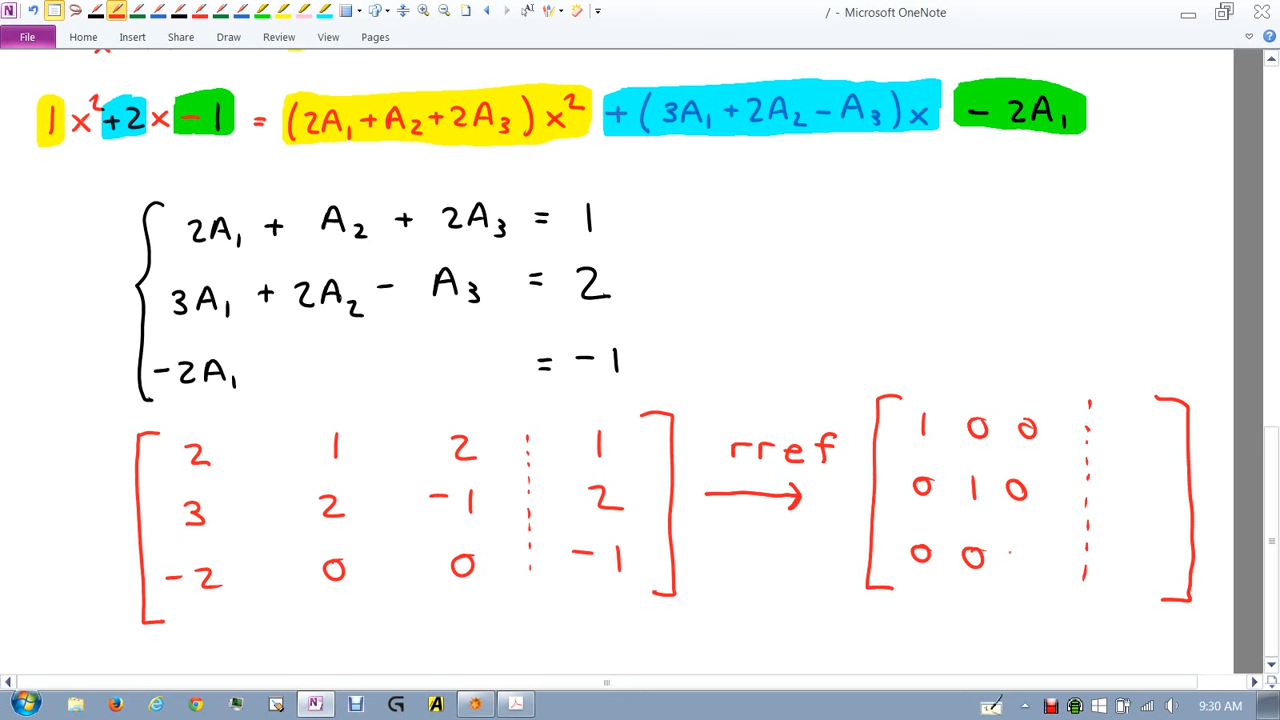 / - Microsoft OneNote
File Home Insert Share Draw Review View Pages
1x² +2x -1 = (2A₁ + A₂ + 2A₃)x² + (3A₁ + 2A₂ - A₃)x - 2A₁
2A₁ + A₂ + 2A₃ = 1
3A₁ + 2A₂ - A₃ = 2
-2A₁ = -1
2 1 2 1 rref 1 0 0
3 2 -1 2 0 1 0
-2 0 0 -1 0 0
9:30 AM